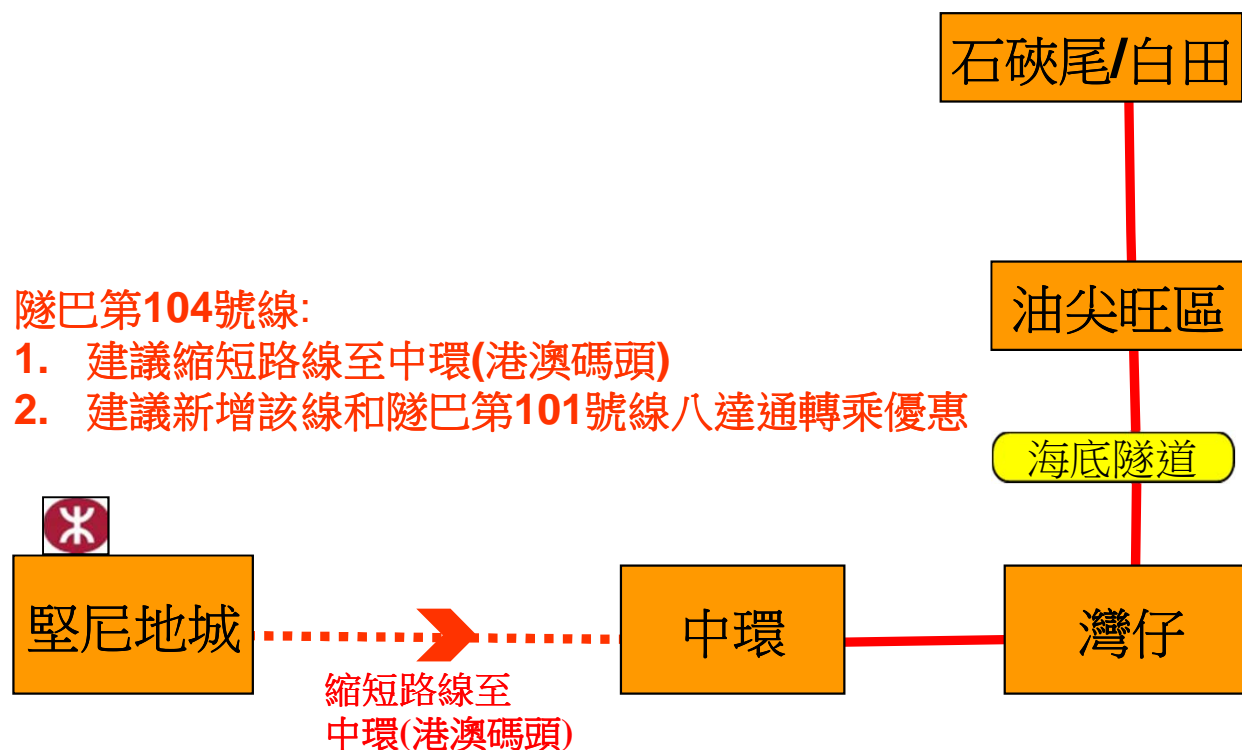 石硤尾/白田
油尖旺區
隧巴第104號線:
1. 建議縮短路線至中環(港澳碼頭)
2. 建議新增該線和隧巴第101號線八達通轉乘優惠
海底隧道
堅尼地城
中環
灣仔
縮短路線至
中環(港澳碼頭)